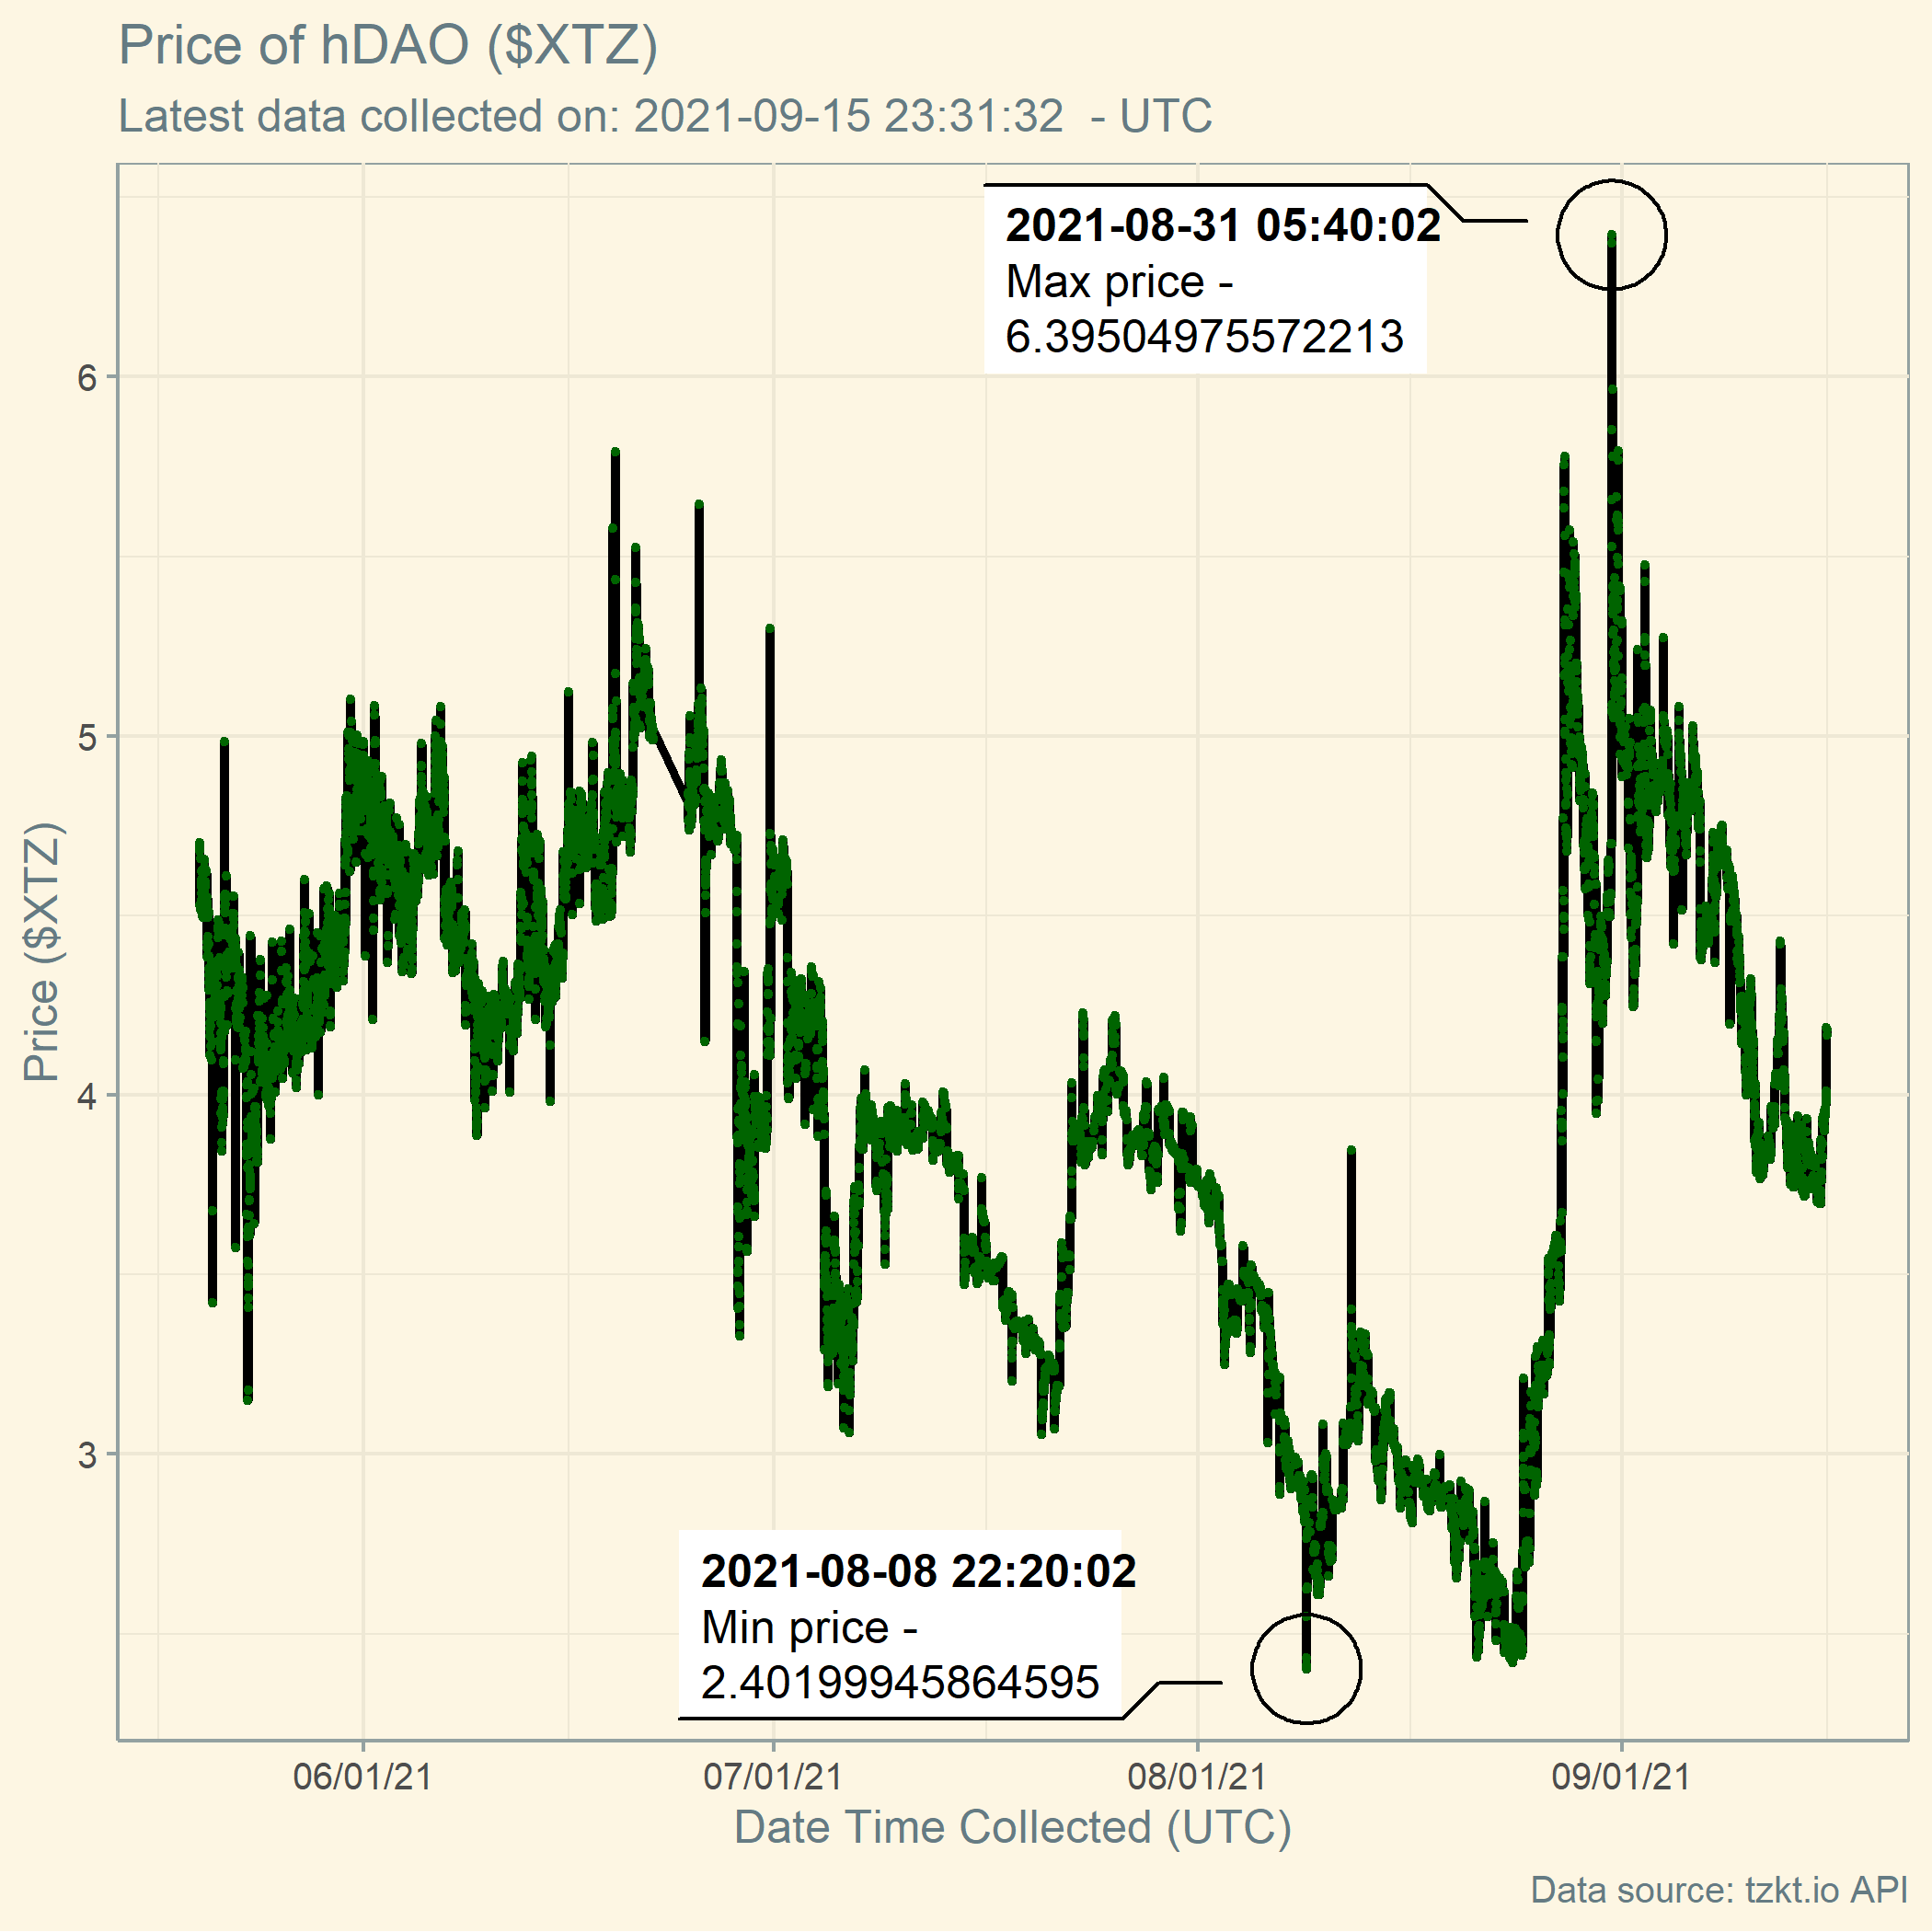 Price of hDAO ($XTZ)
Latest data collected on: 2021-09-15 23:31:32  - UTC
2021-08-31 05:40:02
Max price -
6.39504975572213
6
5
4
3
Price ($XTZ)
2021-08-08 22:20:02
Min price -
2.40199945864595
06/01/21
07/01/21
08/01/21
09/01/21
Date Time Collected (UTC)
Data source: tzkt.io API